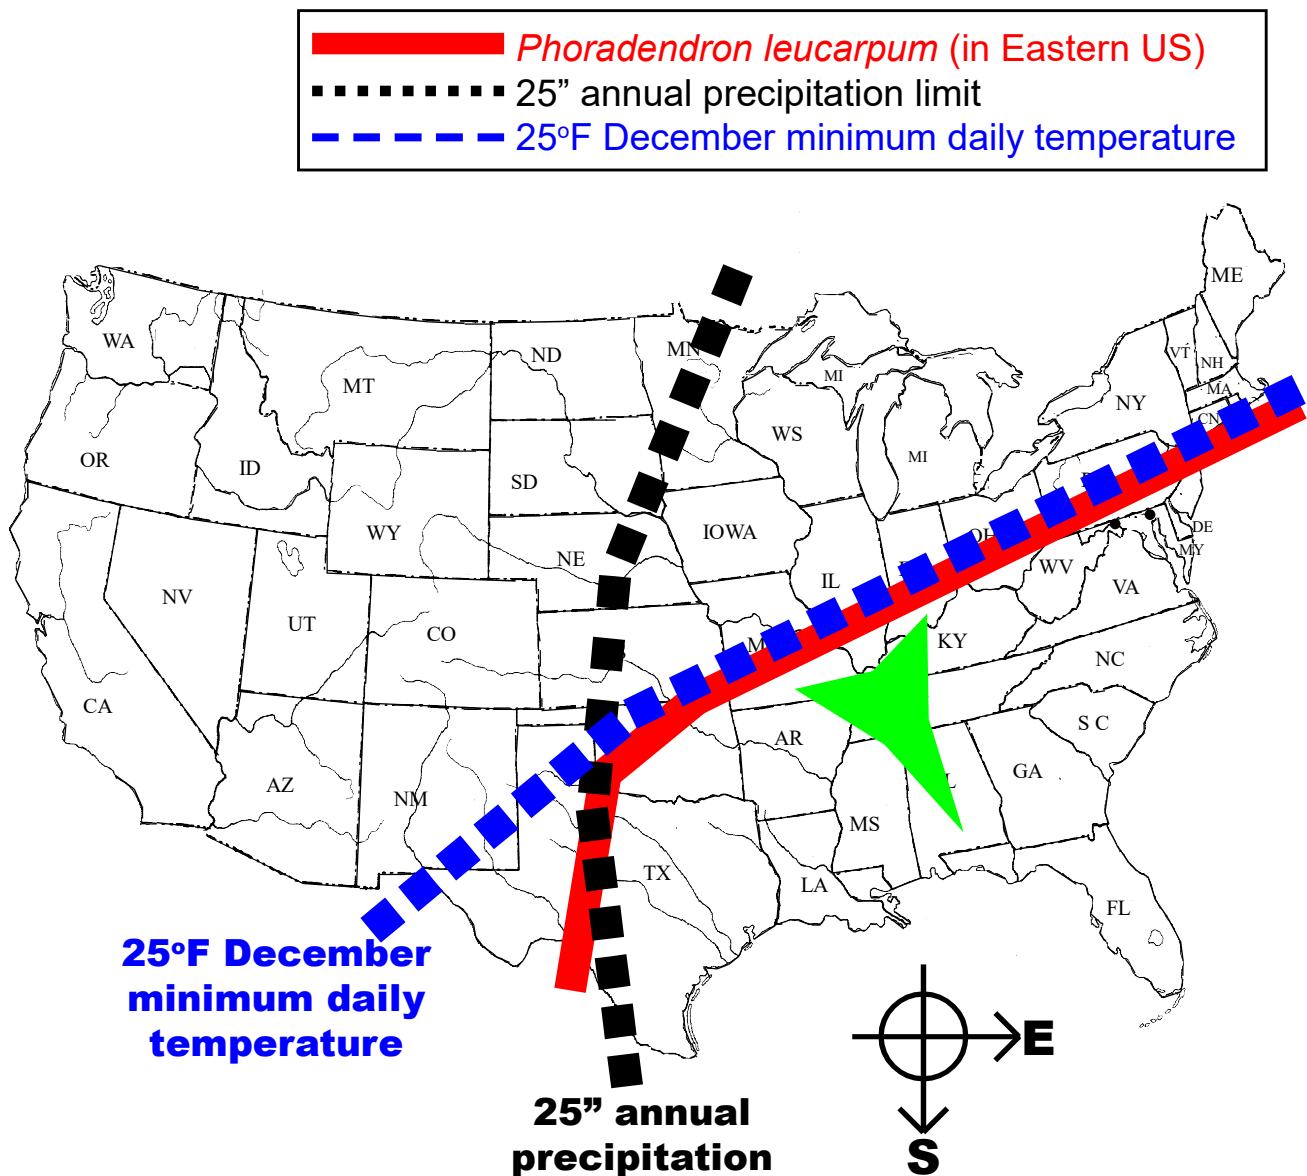 Phoradendron leucarpum (in Eastern US)
25” annual precipitation limit
25°F December minimum daily temperature
ME
WA
ND
MN
MT
VT
NH
MI
MA
NY
CN
OR
ID
SD
WS
MI
WY
IOWA
NE
OH
DE
MY
WV
VA
NV
IL
UT
CO
KY
NC
CA
AR
S C
AZ
NM
GA
MS
TX
LA
FL
25°F December
minimum daily
temperature
E
S
25” annual
precipitation